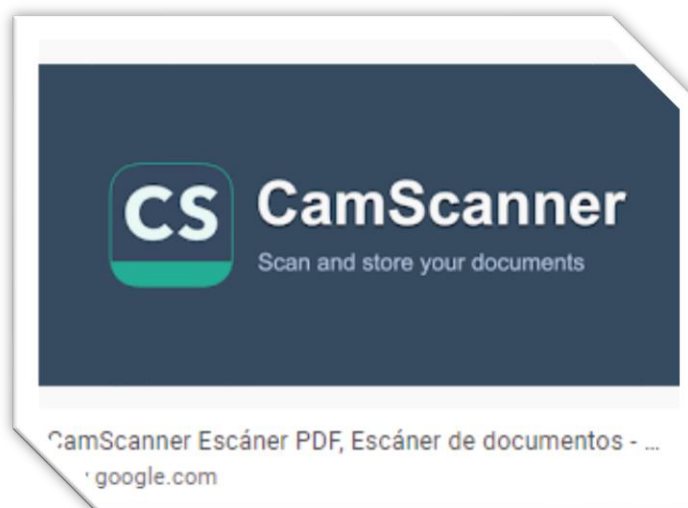 CS
CamScanner
Scan and store your documents
CamScanner Escáner PDF, Escáner de documentos - ...
google.com